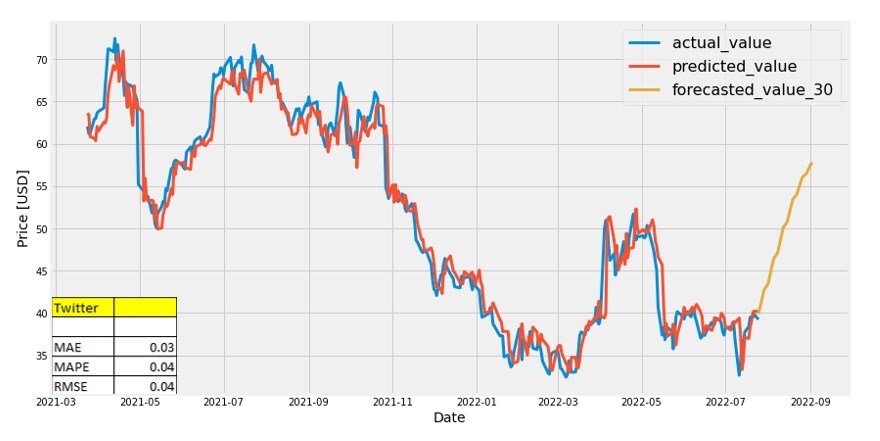 actual_value
predicted_value
forecasted_value_30
Price [USD]
70
65
60
55
50
45
40
35
Twitter
MAE 0.03
MAPE 0.04
RMSE 0.04
2021-03 2021-05 2021-07 2021-09 2021-11 2022-01 2022-03 2022-05 2022-07 2022-09
Date